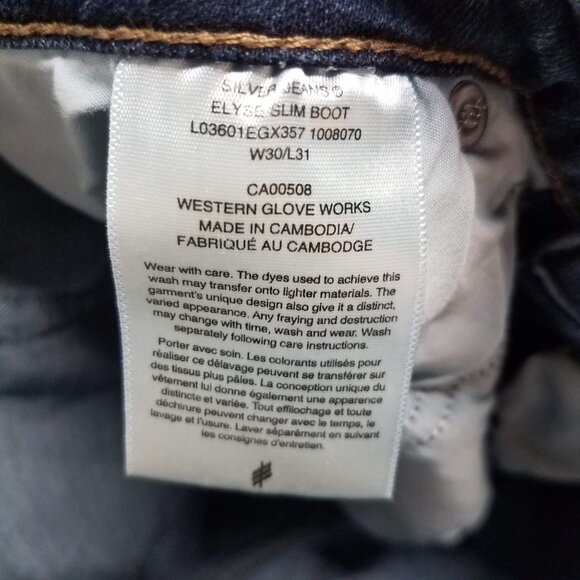 SILVER JEANS
ELYSE SLIM BOOT
L03601EGX357 1008070
W30/L31
CA00508
WESTERN GLOVE WORKS
MADE IN CAMBODIA/
FABRIQUÉ AU CAMBODGE
Wear with care. The dyes used to achieve this
wash may transfer onto lighter materials. The
garment's unique design also give it a distinct,
varied appearance. Any fraying and destruction
may change with time, wash and wear. Wash
separately following care instructions.
Porter avec soin. Les colorants utilisés pour
réaliser ce délavage peuvent se transférer sur
des tissus plus pâles. La conception unique du
vêtement lui donne également une apparence
distincte et variée. Tout effilochage et toute
déchirure peuvent changer avec le temps, le
lavage et l'usure. Laver séparément en suivant
les consignes d'entretien.